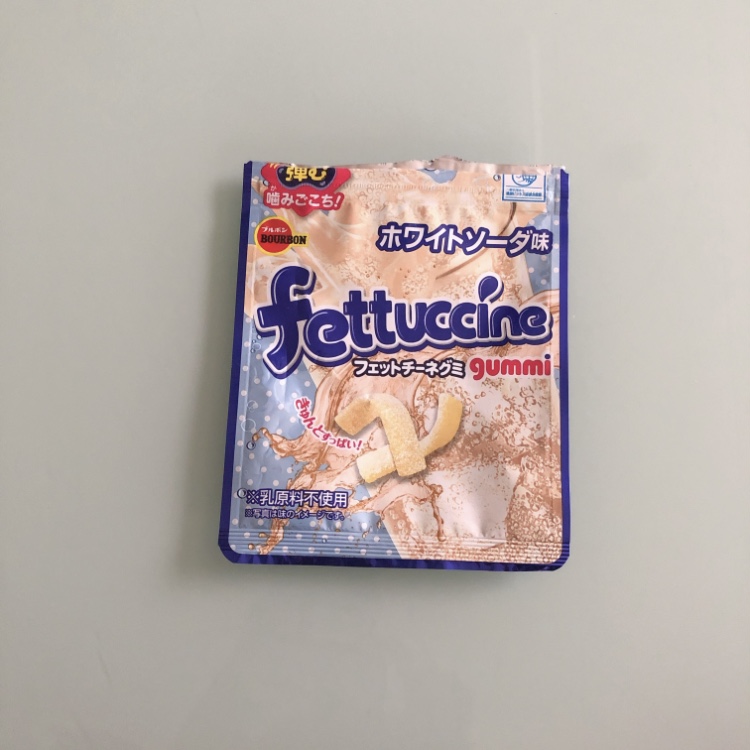 弾む
噛みごこち!
ブルボン
BOURBON
ホワイトソーダ味
fettuccine
フェットチーネグミ gummi
きゅんとすっぱい!
※乳原料不使用
※写真は味のイメージです。